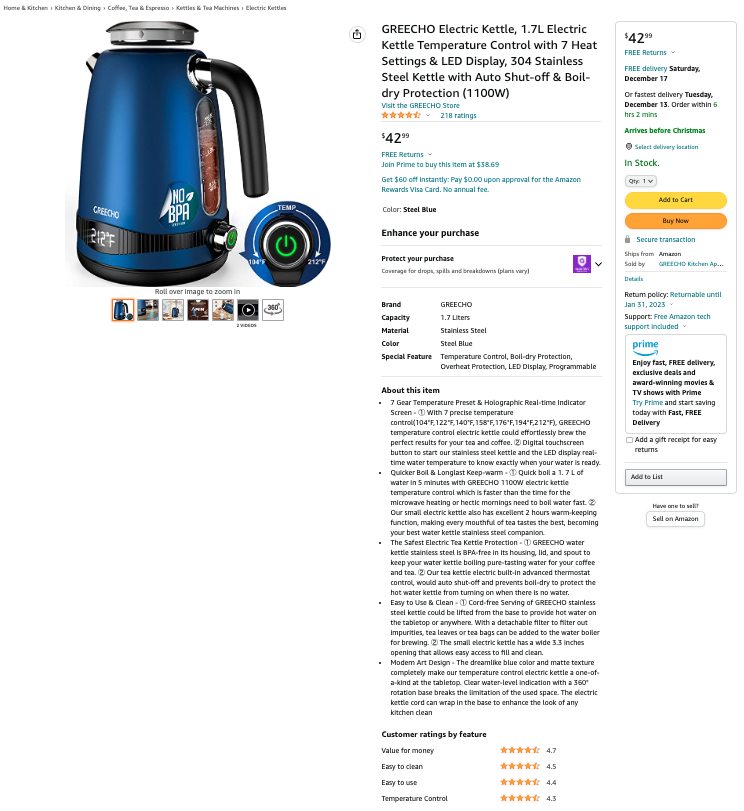 Home & Kitchen › Kitchen & Dining › Coffee, Tea & Espresso › Kettles & Tea Machines › Electric Kettles
GREECHO
212°F
NO
BPA
TEMP
104°F
212°F
Roll over image to zoom in
2 VIDEOS
360°
GREECHO Electric Kettle, 1.7L Electric
Kettle Temperature Control with 7 Heat
Settings & LED Display, 304 Stainless
Steel Kettle with Auto Shut-off & Boil-
dry Protection (1100W)
Visit the GREECHO Store
218 ratings
$4299
FREE Returns
Join Prime to buy this item at $38.69
Get $60 off instantly: Pay $0.00 upon approval for the Amazon
Rewards Visa Card. No annual fee.
Color: Steel Blue
Enhance your purchase
Protect your purchase
Coverage for drops, spills and breakdowns (plans vary)
Brand GREECHO
Capacity 1.7 Liters
Material Stainless Steel
Color Steel Blue
Special Feature Temperature Control, Boil-dry Protection,
Overheat Protection, LED Display, Programmable
About this item
• 7 Gear Temperature Preset & Holographic Real-time Indicator
Screen - ① With 7 precise temperature
control(104°F,122°F,140°F,158°F,176°F,194°F,212°F), GREECHO
temperature control electric kettle could effortlessly brew the
perfect results for your tea and coffee. ② Digital touchscreen
button to start our stainless steel kettle and the LED display real-
time water temperature to know exactly when your water is ready.
• Quicker Boil & Longlast Keep-warm - ① Quick boil a 1. 7 L of
water in 5 minutes with GREECHO 1100W electric kettle
temperature control which is faster than the time for the
microwave heating or hectic mornings need to boil water fast. ②
Our small electric kettle also has excellent 2 hours warm-keeping
function, making every mouthful of tea tastes the best, becoming
your best water kettle stainless steel companion.
• The Safest Electric Tea Kettle Protection - ① GREECHO water
kettle stainless steel is BPA-free in its housing, lid, and spout to
keep your water kettle boiling pure-tasting water for your coffee
and tea. ② Our tea kettle electric built-in advanced thermostat
control, would auto shut-off and prevents boil-dry to protect the
hot water kettle from turning on when there is no water.
• Easy to Use & Clean - ① Cord-free Serving of GREECHO stainless
steel kettle could be lifted from the base to provide hot water on
the tabletop or anywhere. With a detachable filter to filter out
impurities, tea leaves or tea bags can be added to the water boiler
for brewing. ② The small electric kettle has a wide 3.3 inches
opening that allows easy access to fill and clean.
• Modern Art Design - The dreamlike blue color and matte texture
completely make our temperature control electric kettle a one-of-
a-kind at the tabletop. Clear water-level indication with a 360°
rotation base breaks the limitation of the used space. The electric
kettle cord can wrap in the base to enhance the look of any
kitchen clean
Customer ratings by feature
Value for money 4.7
Easy to clean 4.5
Easy to use 4.4
Temperature Control 4.3
$4299
FREE Returns
FREE delivery Saturday,
December 17
Or fastest delivery Tuesday,
December 13. Order within 6
hrs 2 mins
Arrives before Christmas
Select delivery location
In Stock.
Qty: 1
Add to Cart
Buy Now
Secure transaction
Ships from Amazon
Sold by GREECHO Kitchen Ap...
Details
Return policy: Returnable until
Jan 31, 2023
Support: Free Amazon tech
support included
prime
Enjoy fast, FREE delivery,
exclusive deals and
award-winning movies &
TV shows with Prime
Try Prime and start saving
today with Fast, FREE
Delivery
Add a gift receipt for easy
returns
Add to List
Have one to sell?
Sell on Amazon